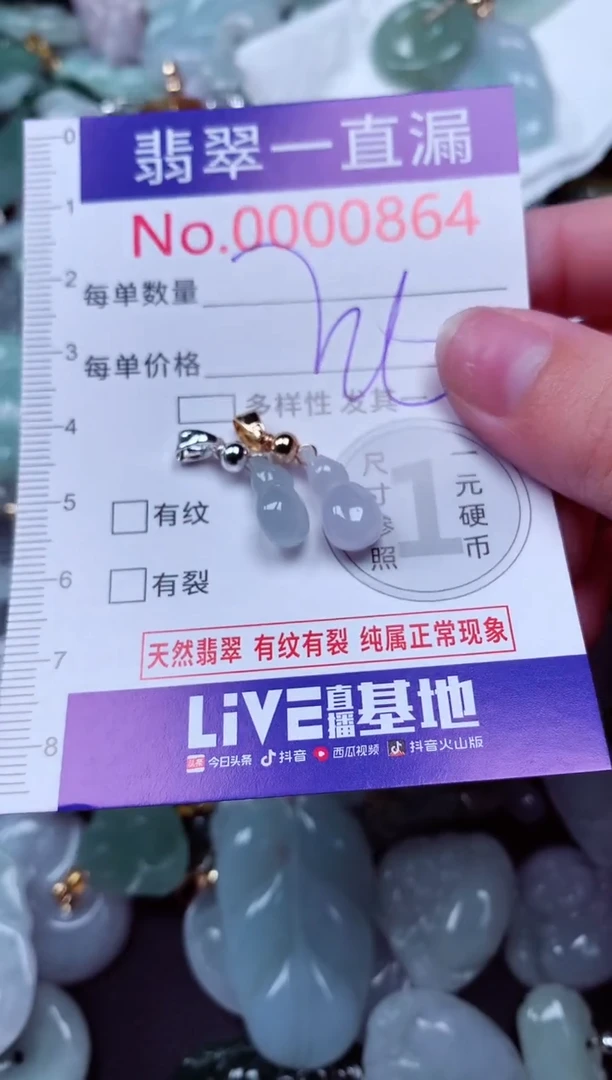 翡翠一直漏
No.0000864
每单数量
每单价格
多样性 发其一
尺寸参照
1
一元硬币
有纹
有裂
天然翡翠 有纹有裂 纯属正常现象
LiVE直播基地
今日头条 抖音 西瓜视频 抖音火山版
0
1
2
3
4
5
6
7
8